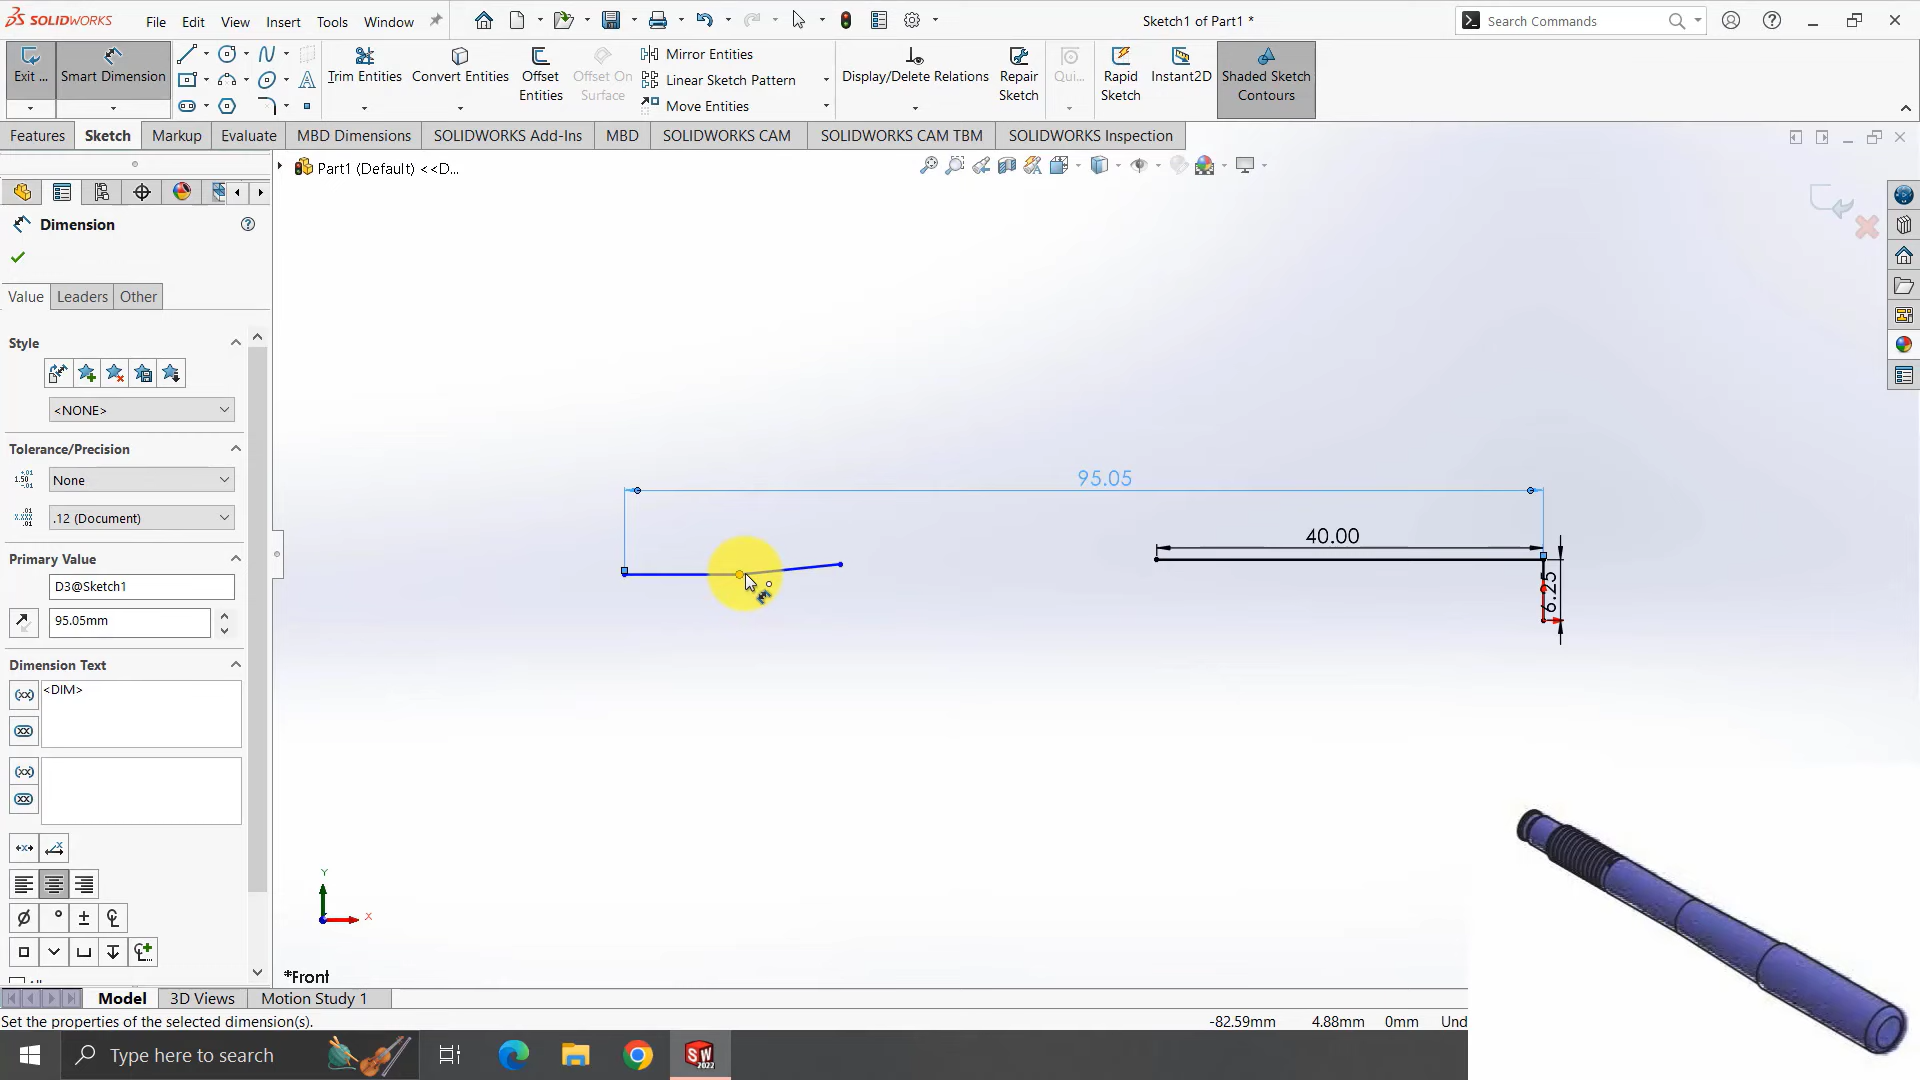 SOLIDWORKS File Edit View Insert Tools Window Sketch1 of Part1 * Search Commands
Exit ... Smart Dimension Trim Entities Convert Entities Offset Entities Offset On Surface Mirror Entities Linear Sketch Pattern Move Entities Display/Delete Relations Repair Sketch Qui... Rapid Sketch Instant2D Shaded Sketch Contours
Features Sketch Markup Evaluate MBD Dimensions SOLIDWORKS Add-Ins MBD SOLIDWORKS CAM SOLIDWORKS CAM TBM SOLIDWORKS Inspection
Part1 (Default) <<D...
Dimension
Value Leaders Other
Style
<NONE>
Tolerance/Precision
None
.12 (Document)
Primary Value
D3@Sketch1
95.05mm
Dimension Text
<DIM>
95.05
40.00
6.25
Y
X
*Front
Model 3D Views Motion Study 1
Set the properties of the selected dimension(s). -82.59mm 4.88mm 0mm Und
Type here to search
SW 2022